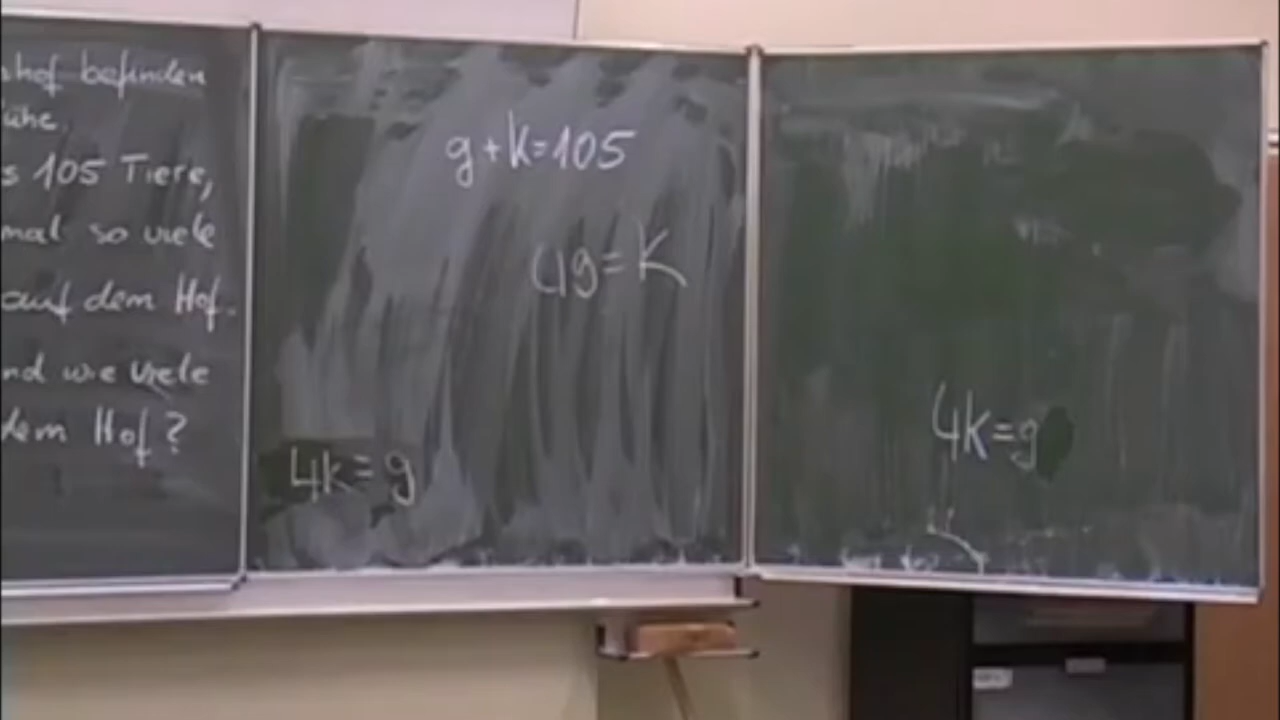 hof befinden
ühe.
s 105 Tiere,
mal so viele
auf dem Hof.
nd wie viele
dem Hof?
g+k=105
4g=K
4k=g
4k=g